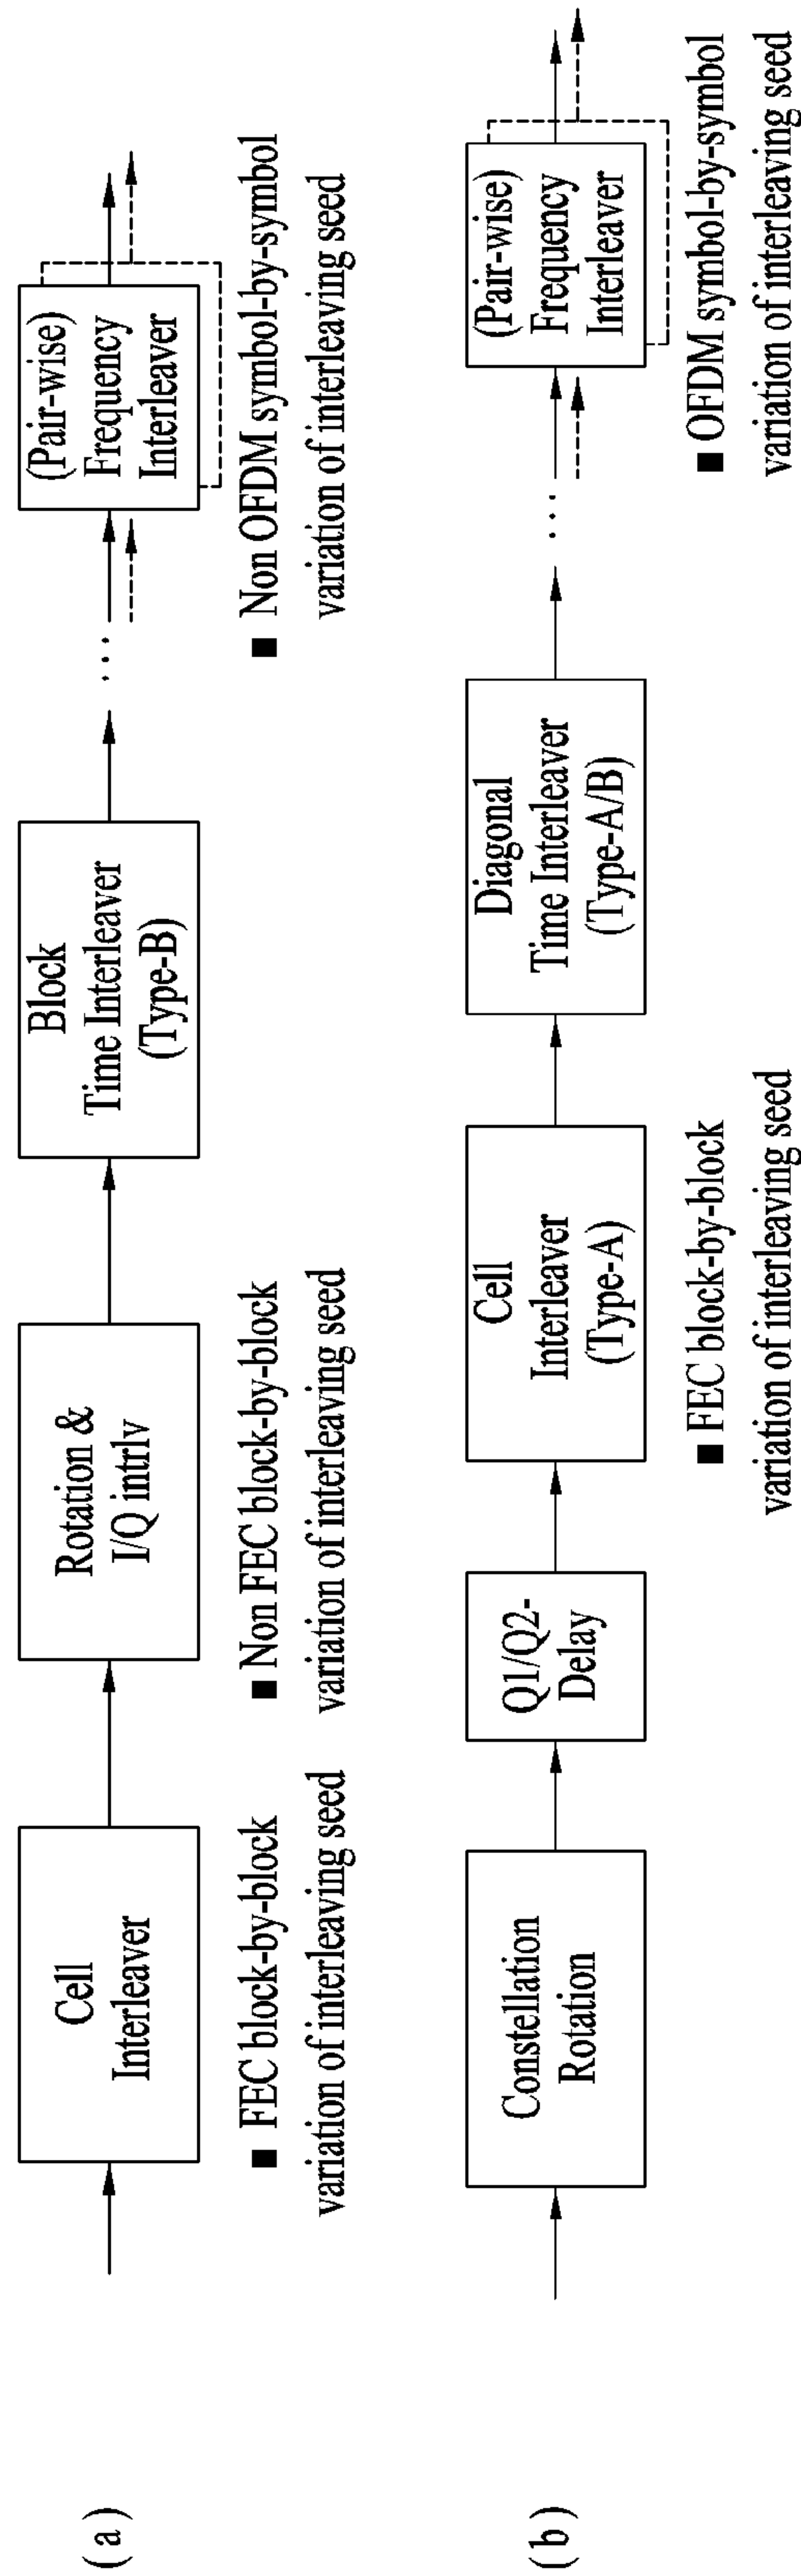 (a)
Cell
Interleaver
■ FEC block-by-block
variation of interleaving seed
Rotation &
I/Q intrlv
■ Non FEC block-by-block
variation of interleaving seed
Block
Time Interleaver
(Type-B)
...
(Pair-wise)
Frequency
Interleaver
■ Non OFDM symbol-by-symbol
variation of interleaving seed
(b)
Constellation
Rotation
Q1/Q2-
Delay
Cell
Interleaver
(Type-A)
■ FEC block-by-block
variation of interleaving seed
Diagonal
Time Interleaver
(Type-A/B)
...
(Pair-wise)
Frequency
Interleaver
■ OFDM symbol-by-symbol
variation of interleaving seed